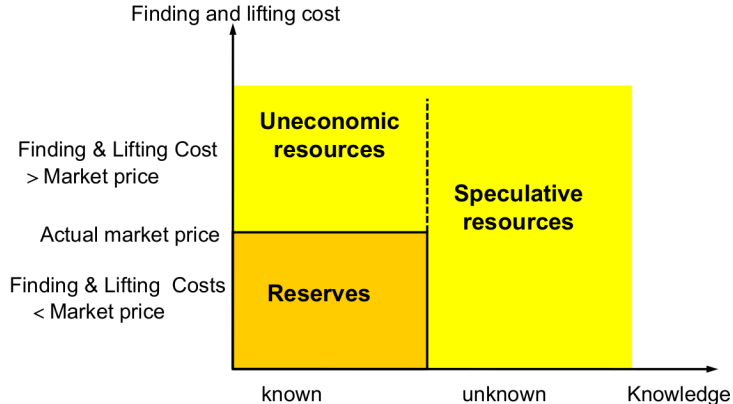 Finding and lifting cost
Uneconomic
resources
Finding & Lifting Cost
> Market price
Speculative
resources
Actual market price
Finding & Lifting Costs
< Market price
Reserves
known
unknown
Knowledge